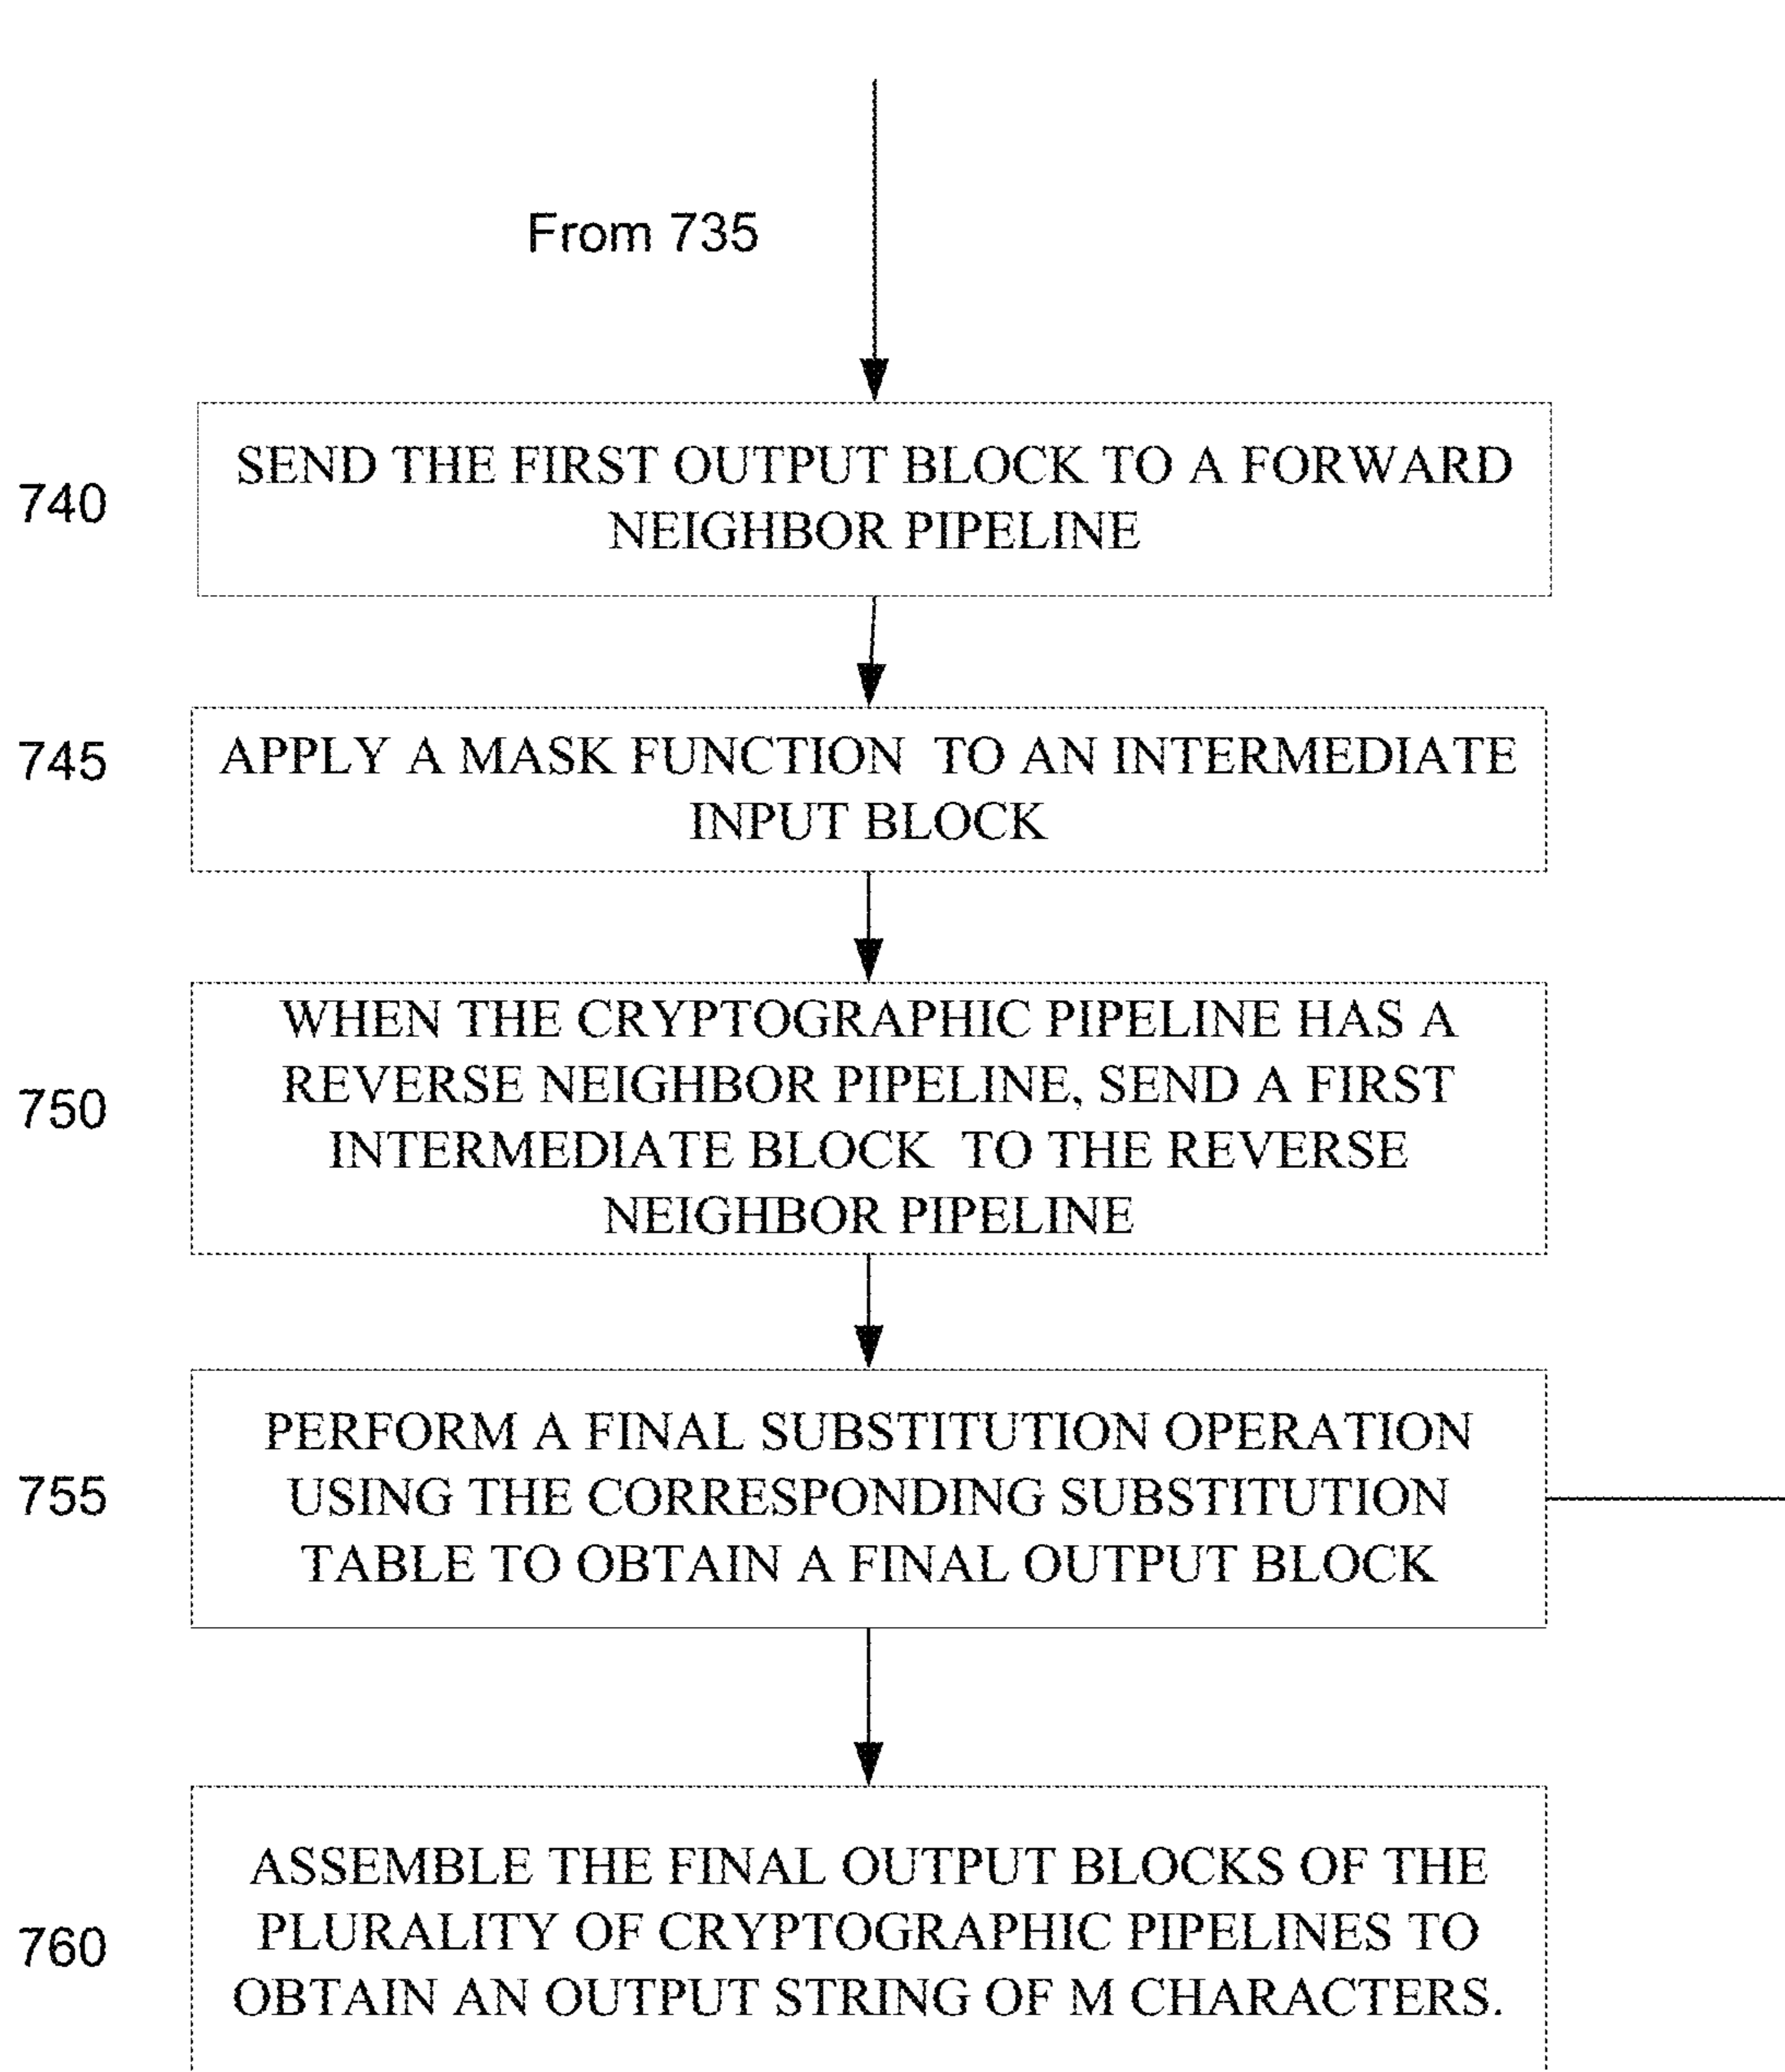 From 735
740
SEND THE FIRST OUTPUT BLOCK TO A FORWARD
NEIGHBOR PIPELINE
745
APPLY A MASK FUNCTION TO AN INTERMEDIATE
INPUT BLOCK
750
WHEN THE CRYPTOGRAPHIC PIPELINE HAS A
REVERSE NEIGHBOR PIPELINE, SEND A FIRST
INTERMEDIATE BLOCK TO THE REVERSE
NEIGHBOR PIPELINE
755
PERFORM A FINAL SUBSTITUTION OPERATION
USING THE CORRESPONDING SUBSTITUTION
TABLE TO OBTAIN A FINAL OUTPUT BLOCK
760
ASSEMBLE THE FINAL OUTPUT BLOCKS OF THE
PLURALITY OF CRYPTOGRAPHIC PIPELINES TO
OBTAIN AN OUTPUT STRING OF M CHARACTERS.